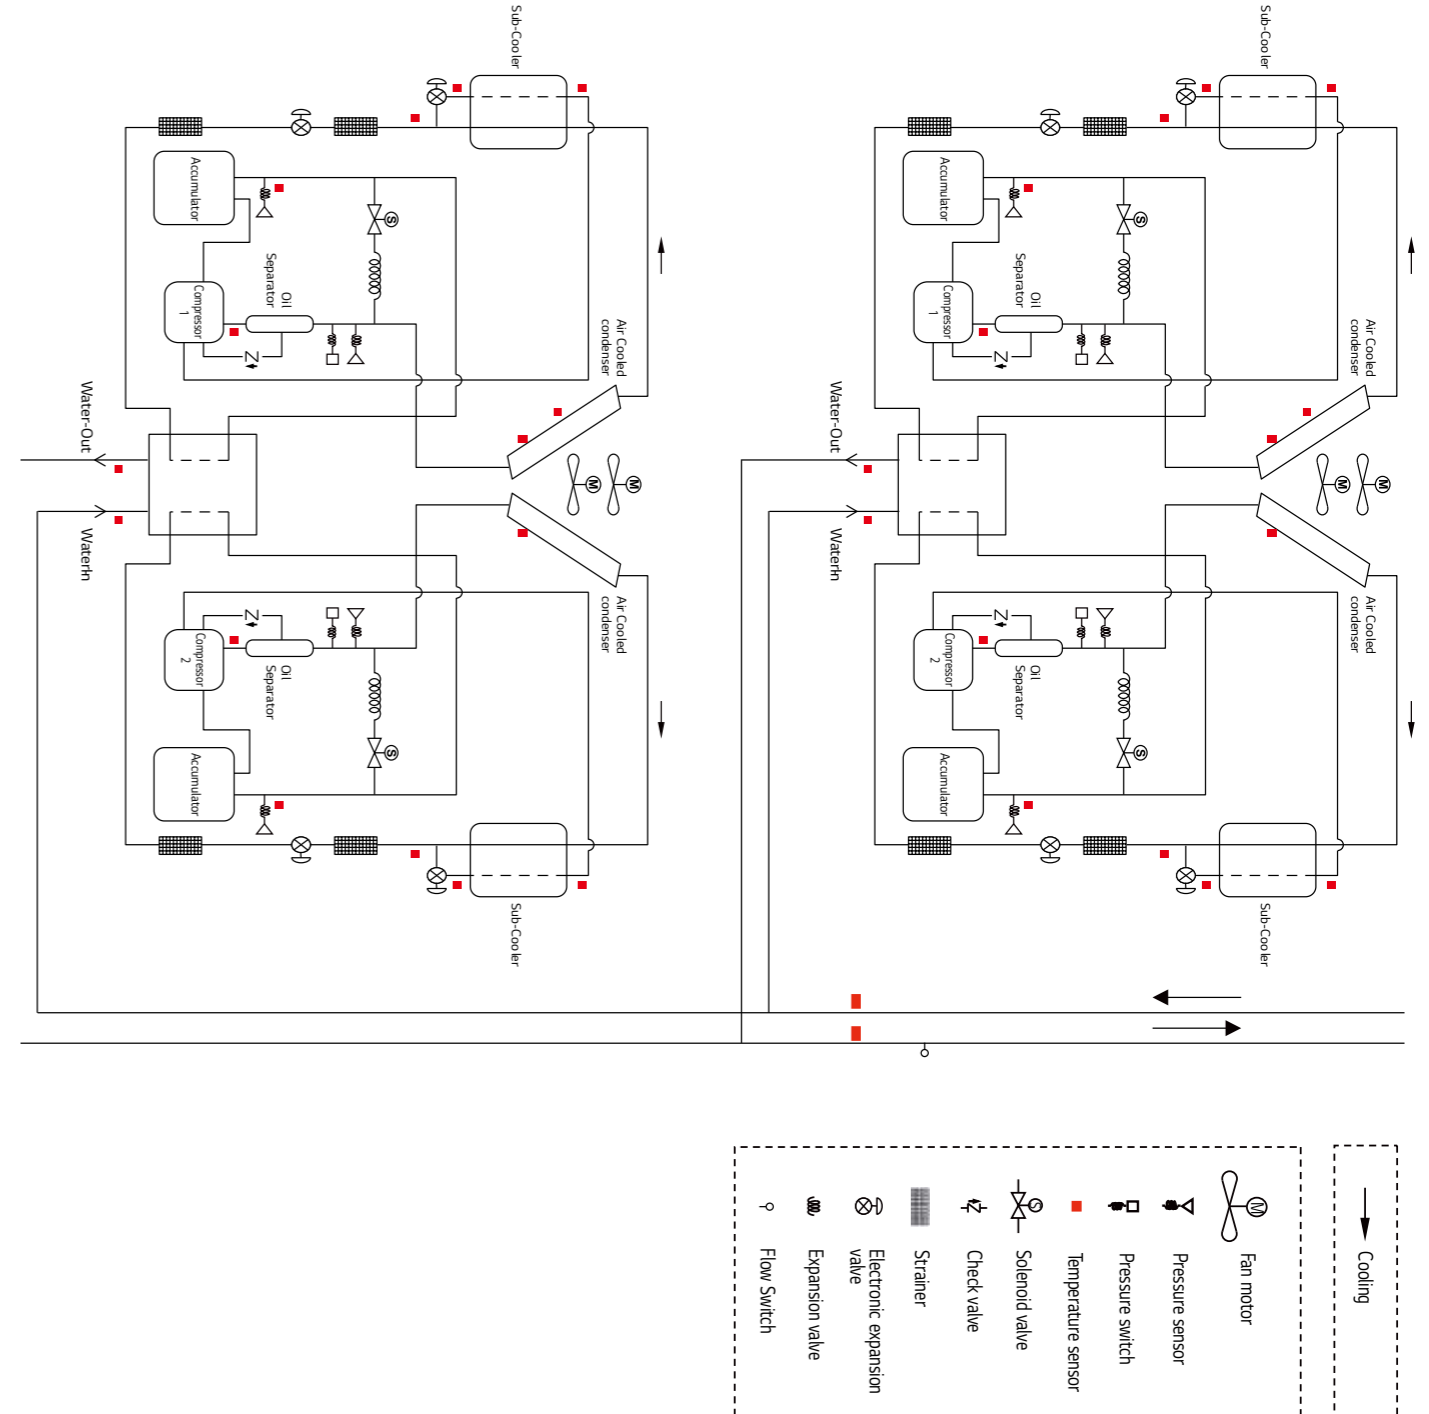 Sub-Cooler
Sub-Cooler
Accumulator
Accumulator
Oil
Separator
Oil
Separator
Compressor
1
Compressor
1
Air Cooled
condenser
Air Cooled
condenser
S
S
Water-Out
Water-Out
M
M
M
M
WaterIn
WaterIn
Air Cooled
condenser
Air Cooled
condenser
Compressor
2
Compressor
2
Oil
Separator
Oil
Separator
S
S
Accumulator
Accumulator
Sub-Cooler
Sub-Cooler
Cooling
M
Fan motor
Pressure sensor
Pressure switch
Temperature sensor
S
Solenoid valve
Check valve
Strainer
Electronic expansion
valve
Expansion valve
Flow Switch